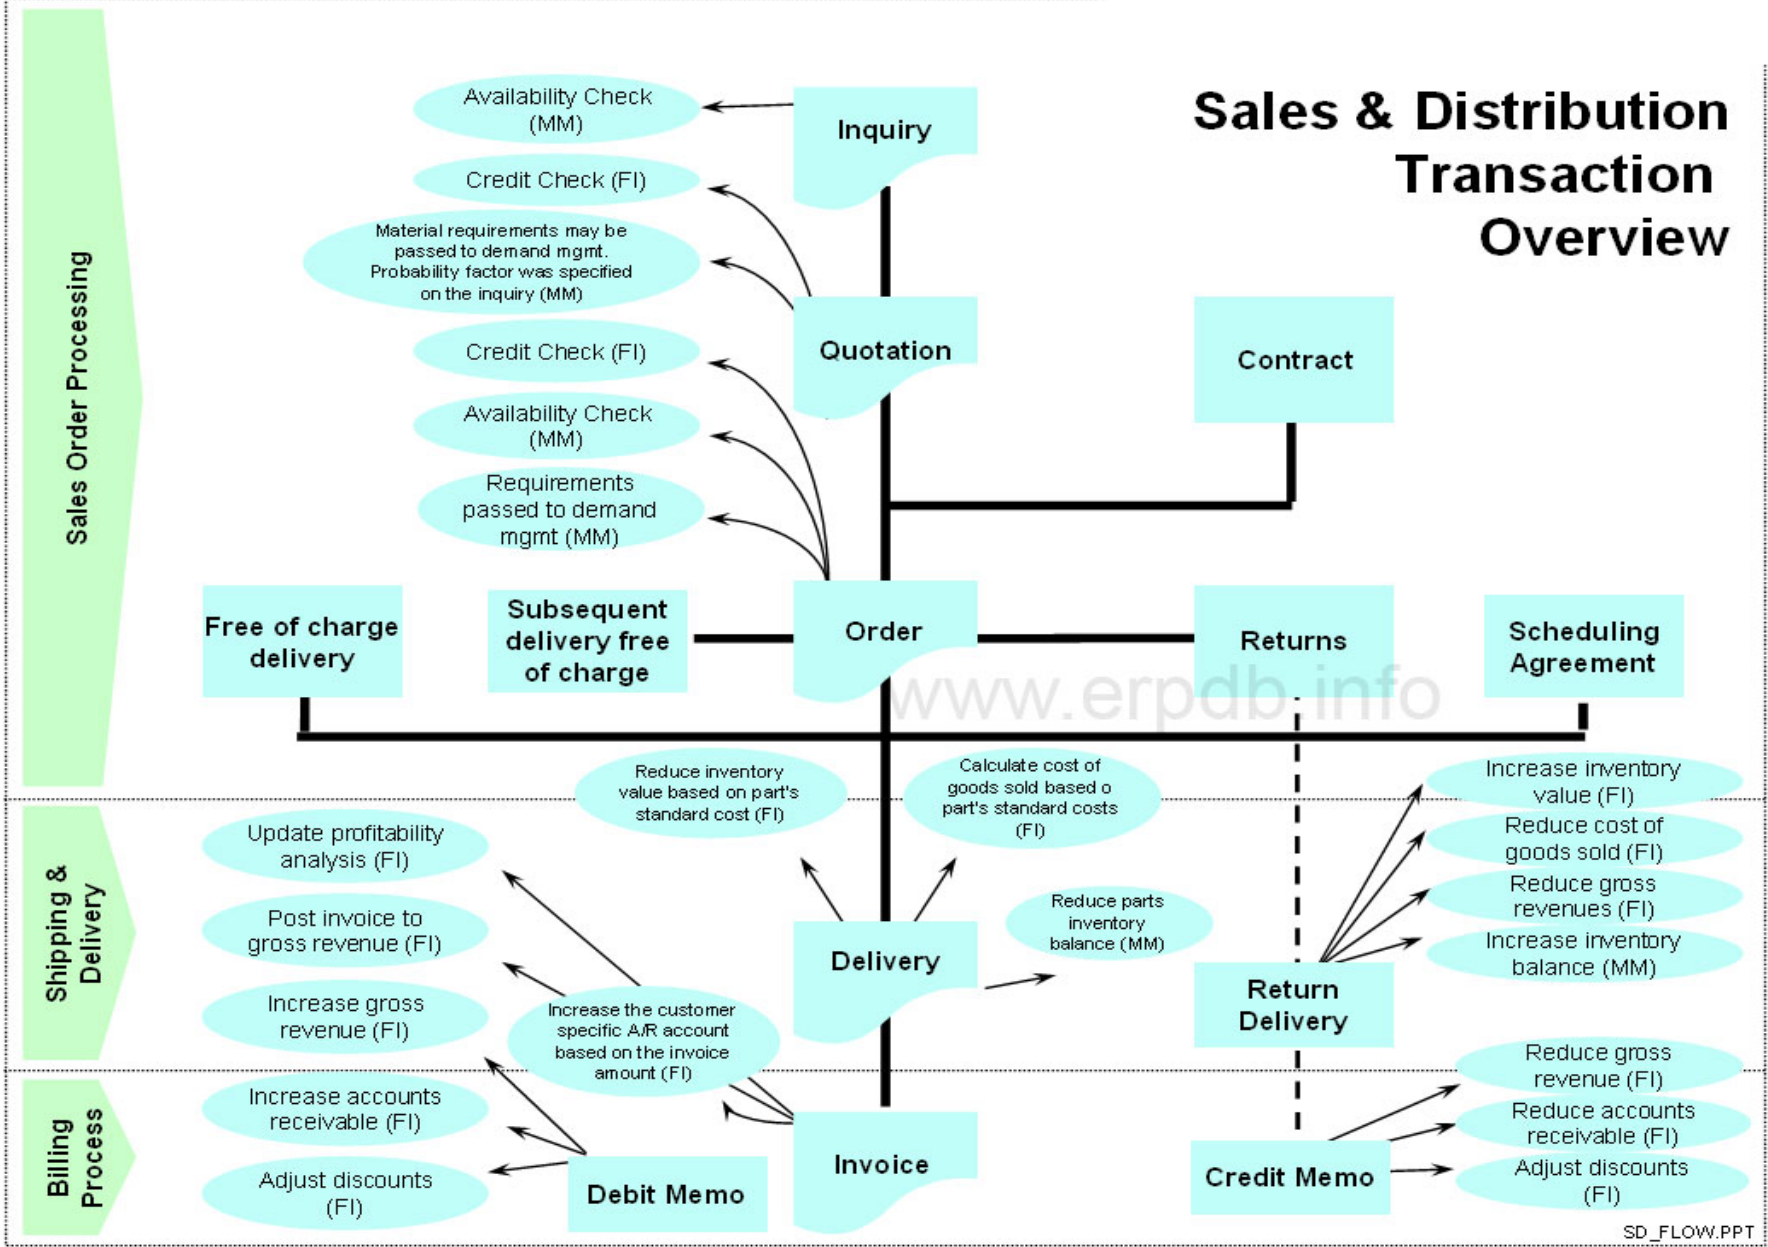 Sales & Distribution
Transaction
Overview
Sales Order Processing
Availability Check
(MM)
Inquiry
Credit Check (FI)
Material requirements may be
passed to demand mgmt.
Probability factor was specified
on the inquiry (MM)
Quotation
Contract
Credit Check (FI)
Availability Check
(MM)
Requirements
passed to demand
mgmt (MM)
Free of charge
delivery
Subsequent
delivery free
of charge
Order
Returns
Scheduling
Agreement
www.erpdb.info
Shipping &
Delivery
Reduce inventory
value based on part's
standard cost (FI)
Calculate cost of
goods sold based o
part's standard costs
(FI)
Increase inventory
value (FI)
Reduce cost of
goods sold (FI)
Reduce gross
revenues (FI)
Increase inventory
balance (MM)
Update profitability
analysis (FI)
Post invoice to
gross revenue (FI)
Increase gross
revenue (FI)
Reduce parts
inventory
balance (MM)
Delivery
Return
Delivery
Increase the customer
specific A/R account
based on the invoice
amount (FI)
Billing
Process
Increase accounts
receivable (FI)
Adjust discounts
(FI)
Debit Memo
Invoice
Credit Memo
Reduce gross
revenue (FI)
Reduce accounts
receivable (FI)
Adjust discounts
(FI)
SD_FLOW.PPT